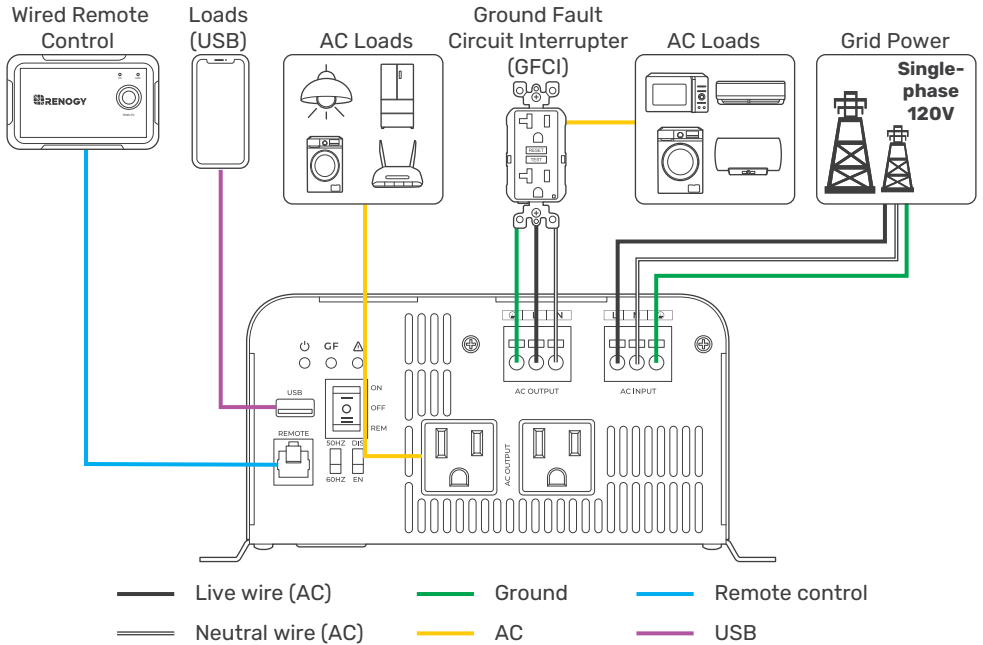 Wired Remote
Control
Loads
(USB)
AC Loads
Ground Fault
Circuit Interrupter
(GFCI)
AC Loads
Grid Power
Single-
phase
120V
RENOGY
RESET
TEST
L
N
L
N
AC OUTPUT
AC INPUT
GF
USB
ON
OFF
REM
REMOTE
50HZ
DIS
60HZ
EN
AC OUTPUT
Live wire (AC)
Ground
Remote control
Neutral wire (AC)
AC
USB